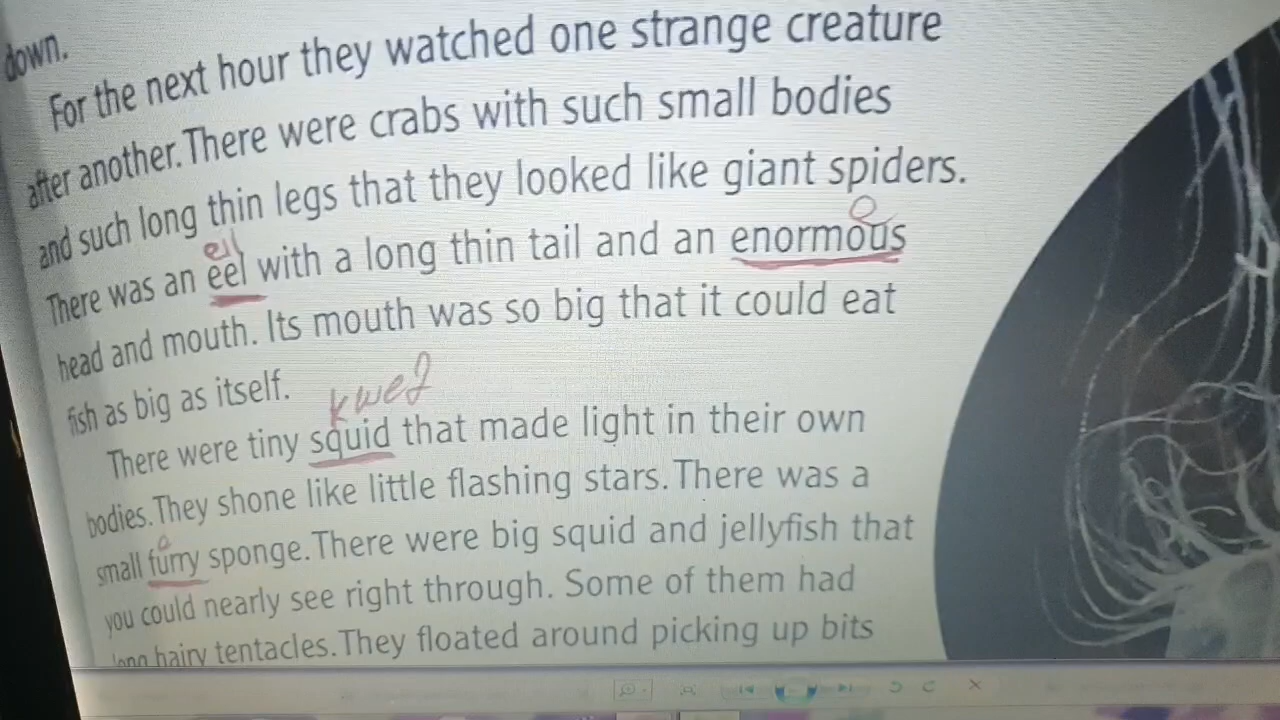 down.
For the next hour they watched one strange creature
after another. There were crabs with such small bodies
and such long thin legs that they looked like giant spiders.
There was an eel with a long thin tail and an enormous
head and mouth. Its mouth was so big that it could eat
fish as big as itself.
There were tiny squid that made light in their own
bodies. They shone like little flashing stars. There was a
small furry sponge. There were big squid and jellyfish that
you could nearly see right through. Some of them had
long hairy tentacles. They floated around picking up bits